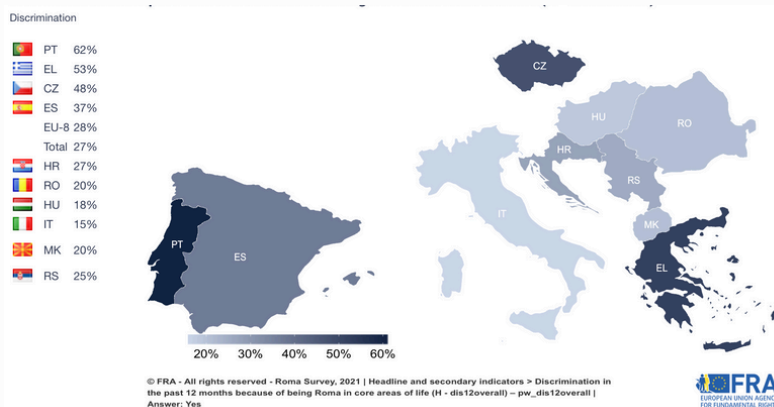 Discrimination
PT 62%
EL 53%
CZ 48%
ES 37%
EU-8 28%
Total 27%
HR 27%
RO 20%
HU 18%
IT 15%
MK 20%
RS 25%
CZ
HU
RO
HR
RS
IT
MK
PT
ES
EL
20% 30% 40% 50% 60%
© FRA - All rights reserved - Roma Survey, 2021 | Headline and secondary indicators > Discrimination in
the past 12 months because of being Roma in core areas of life (H - dis12overall) – pw_dis12overall |
Answer: Yes
FRA
EUROPEAN UNION AGENC
FOR FUNDAMENTAL RIGHT